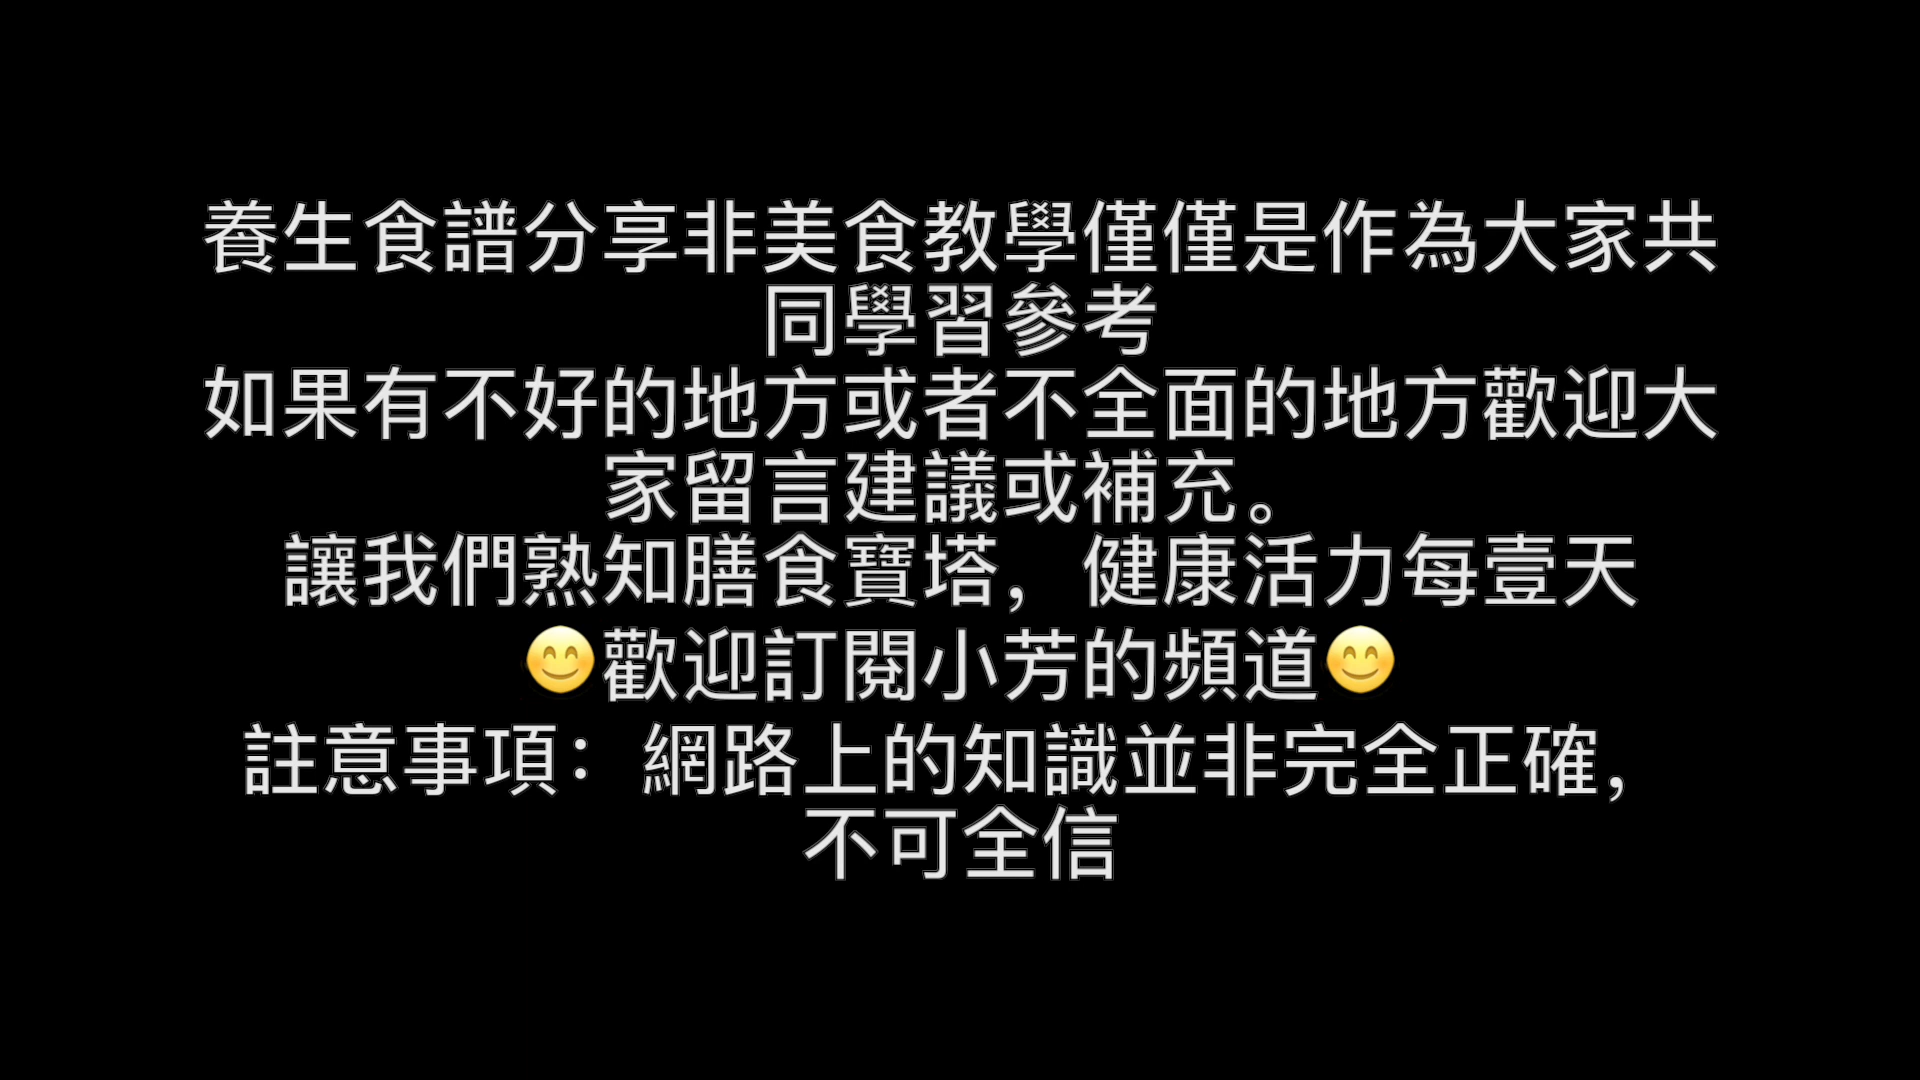 養生食譜分享非美食教學僅僅是作為大家共
同學習參考
如果有不好的地方或者不全面的地方歡迎大
家留言建議或補充。
讓我們熟知膳食寶塔，健康活力每壹天
😊歡迎訂閱小芳的頻道😊
註意事項：網路上的知識並非完全正確，
不可全信